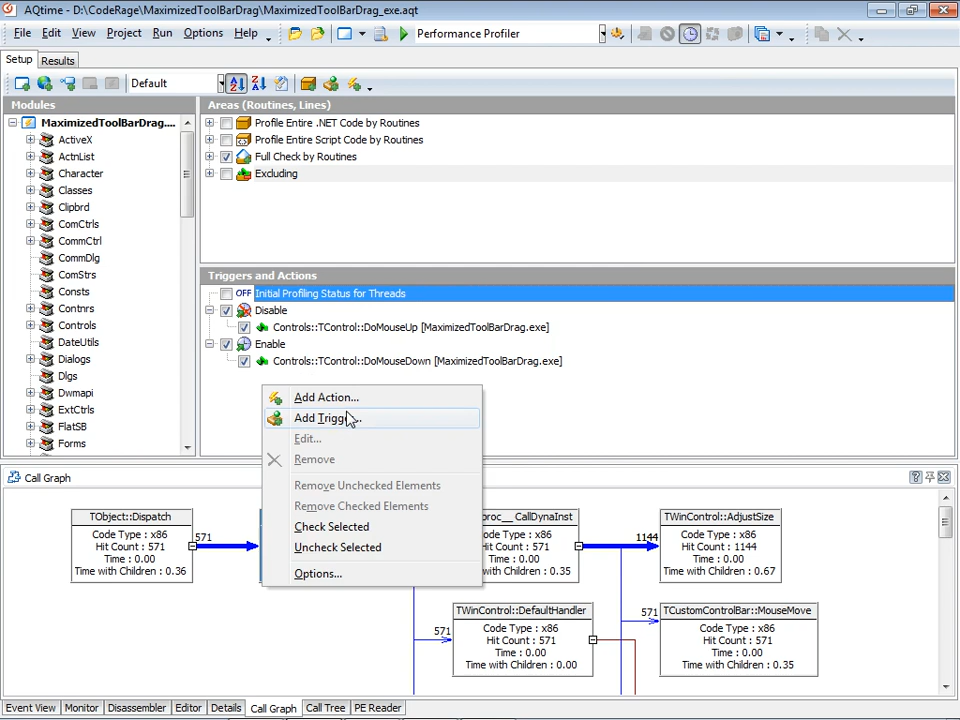 AQtime - D:\CodeRage\MaximizedToolBarDrag\MaximizedToolBarDrag_exe.aqt
File Edit View Project Run Options Help Performance Profiler
Setup Results
Default
Modules
MaximizedToolBarDrag....
ActiveX
ActnList
Character
Classes
Clipbrd
ComCtrls
CommCtrl
CommDlg
ComStrs
Consts
Contnrs
Controls
DateUtils
Dialogs
Dlgs
Dwmapi
ExtCtrls
FlatSB
Forms
Areas (Routines, Lines)
Profile Entire .NET Code by Routines
Profile Entire Script Code by Routines
Full Check by Routines
Excluding
Triggers and Actions
OFF Initial Profiling Status for Threads
Disable
Controls::TControl::DoMouseUp [MaximizedToolBarDrag.exe]
Enable
Controls::TControl::DoMouseDown [MaximizedToolBarDrag.exe]
Add Action...
Add Trigge...
Edit...
Remove
Remove Unchecked Elements
Remove Checked Elements
Check Selected
Uncheck Selected
Options...
Call Graph
TObject::Dispatch
Code Type : x86
Hit Count : 571
Time : 0.00
Time with Children : 0.36
571
proc__CallDynaInst
Code Type : x86
Hit Count : 571
Time : 0.00
Time with Children : 0.35
1144
TWinControl::AdjustSize
Code Type : x86
Hit Count : 1144
Time : 0.00
Time with Children : 0.67
571
TWinControl::DefaultHandler
Code Type : x86
Hit Count : 571
Time : 0.00
Time with Children : 0.00
571
TCustomControlBar::MouseMove
Code Type : x86
Hit Count : 571
Time : 0.00
Time with Children : 0.35
Event View Monitor Disassembler Editor Details Call Graph Call Tree PE Reader